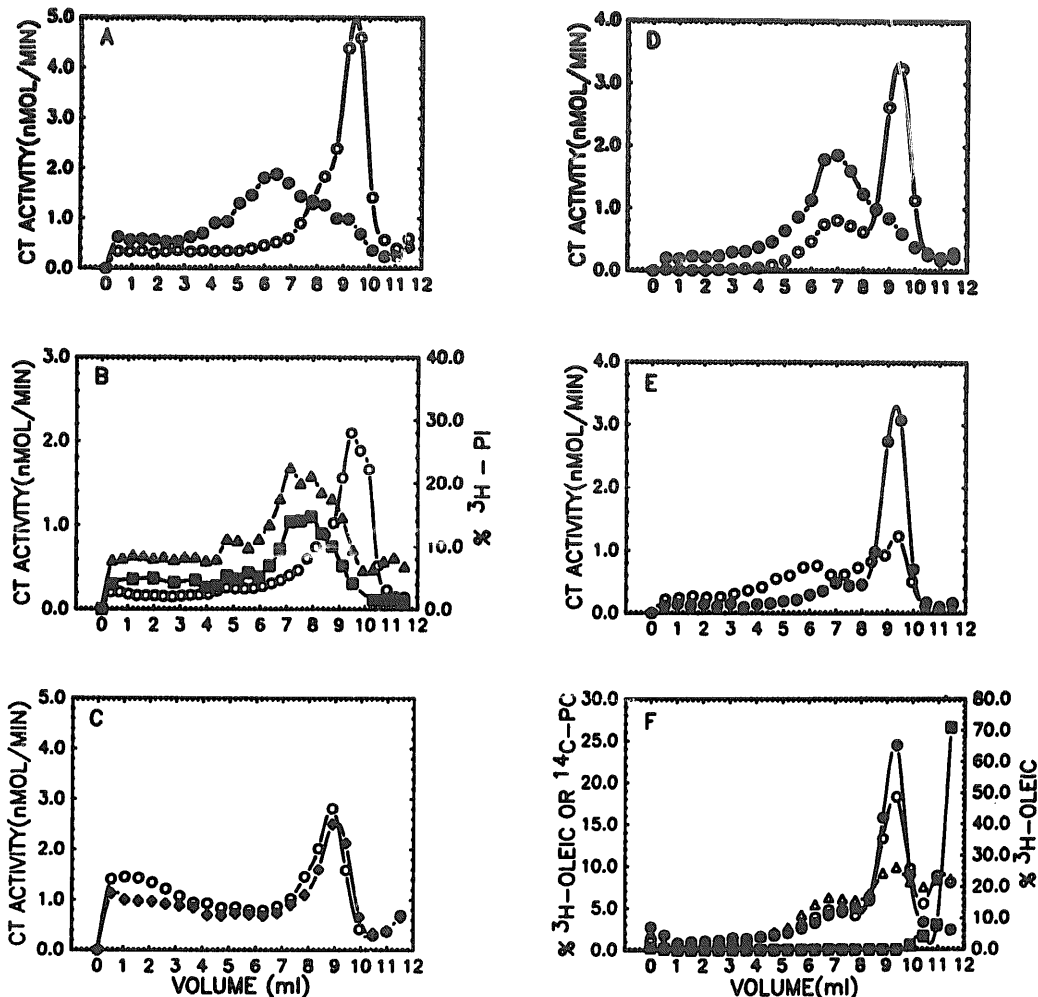 A
CT ACTIVITY(nMOL/MIN)
5.0
4.0
3.0
2.0
1.0
0.0
0 1 2 3 4 5 6 7 8 9 10 11 12
D
CT ACTIVITY(nMOL/MIN)
4.0
3.0
2.0
1.0
0.0
0 1 2 3 4 5 6 7 8 9 10 11 12
B
CT ACTIVITY(nMOL/MIN)
3.0
2.0
1.0
0.0
40.0
30.0
20.0
10.0
0.0
% ³H - PI
0 1 2 3 4 5 6 7 8 9 10 11 12
E
CT ACTIVITY(nMOL/MIN)
4.0
3.0
2.0
1.0
0.0
0 1 2 3 4 5 6 7 8 9 10 11 12
C
CT ACTIVITY(nMOL/MIN)
5.0
4.0
3.0
2.0
1.0
0.0
0 1 2 3 4 5 6 7 8 9 10 11 12
VOLUME (ml)
F
% ³H-OLEIC OR ¹⁴C-PC
30.0
25.0
20.0
15.0
10.0
5.0
0.0
80.0
70.0
60.0
50.0
40.0
30.0
20.0
10.0
0.0
% ³H-OLEIC
0 1 2 3 4 5 6 7 8 9 10 11 12
VOLUME(ml)